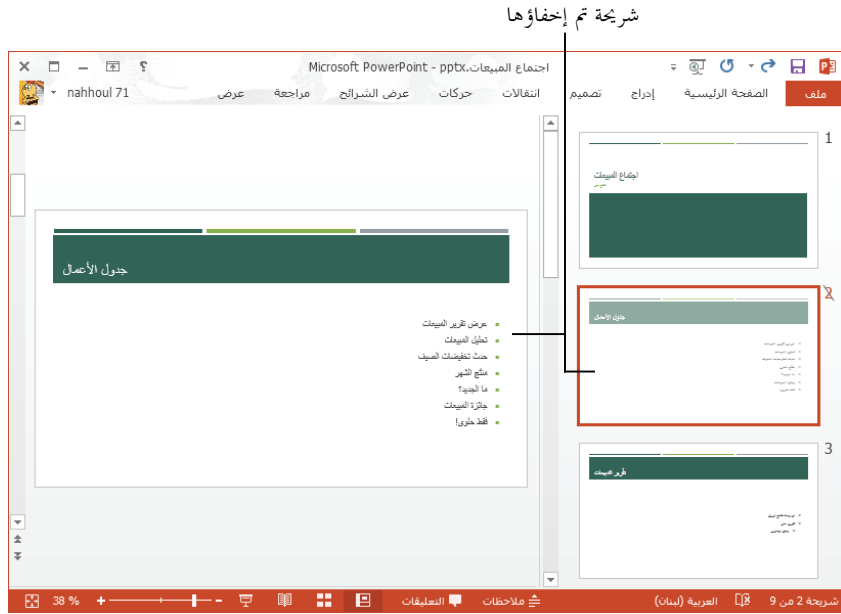 شريحة تم إخفاؤها
اجتماع المبيعات.Microsoft PowerPoint - pptx
ملف الصفحة الرئيسية إدراج تصميم انتقالات حركات عرض الشرائح مراجعة عرض nahhoul 71
1
اجتماع المبيعات
2
جدول الأعمال
3
تقرير المبيعات
جدول الأعمال
عرض تقرير المبيعات
تحليل المبيعات
حدث تخفيضات الصيف
منتج الشهر
ما الجديد؟
جائزة المبيعات
فقط حلوى!
شريحة 2 من 9 العربية (لبنان) ملاحظات التعليقات 38 %